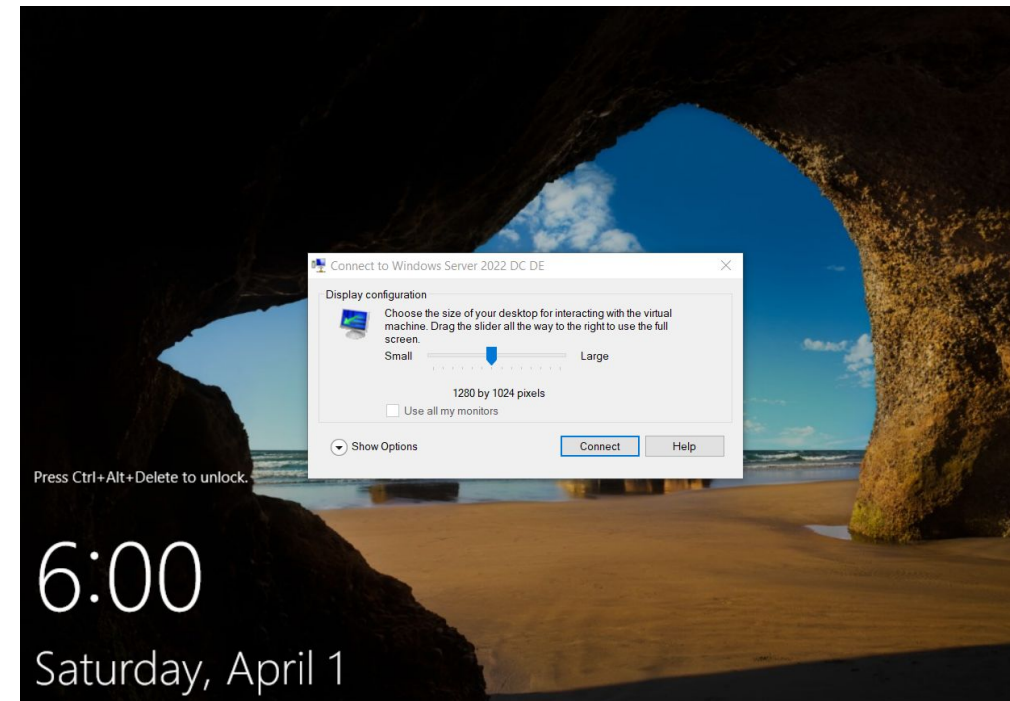 Connect to Windows Server 2022 DC DE
Display configuration
Choose the size of your desktop for interacting with the virtual
machine. Drag the slider all the way to the right to use the full
screen.
Small Large
1280 by 1024 pixels
Use all my monitors
Show Options Connect Help
Press Ctrl+Alt+Delete to unlock.
6:00
Saturday, April 1